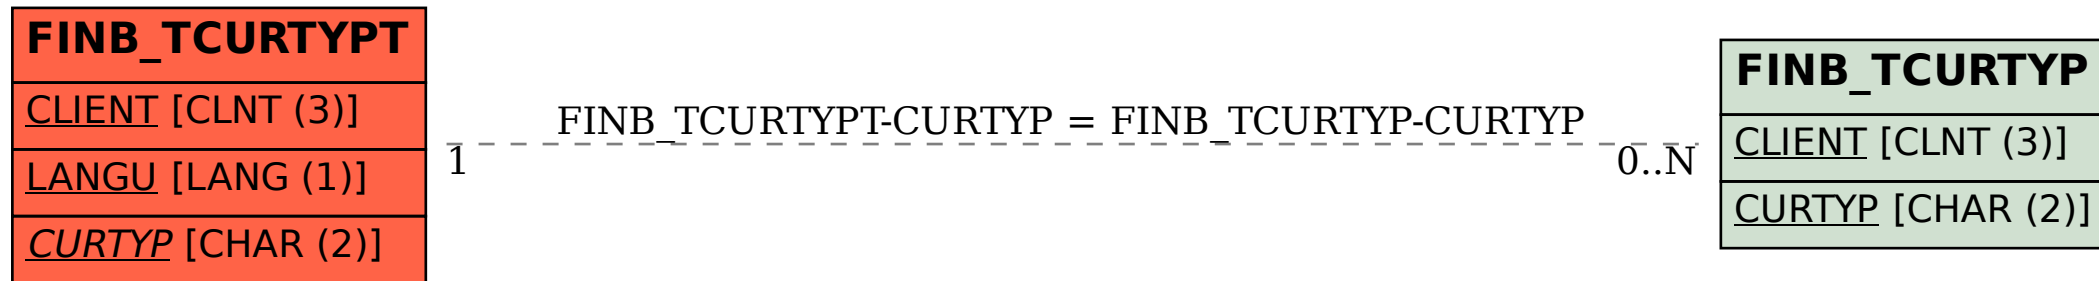 FINB_TCURTYPT
CLIENT [CLNT (3)]
LANGU [LANG (1)]
CURTYP [CHAR (2)]
FINB_TCURTYPT-CURTYP = FINB_TCURTYP-CURTYP
1
0..N
FINB_TCURTYP
CLIENT [CLNT (3)]
CURTYP [CHAR (2)]